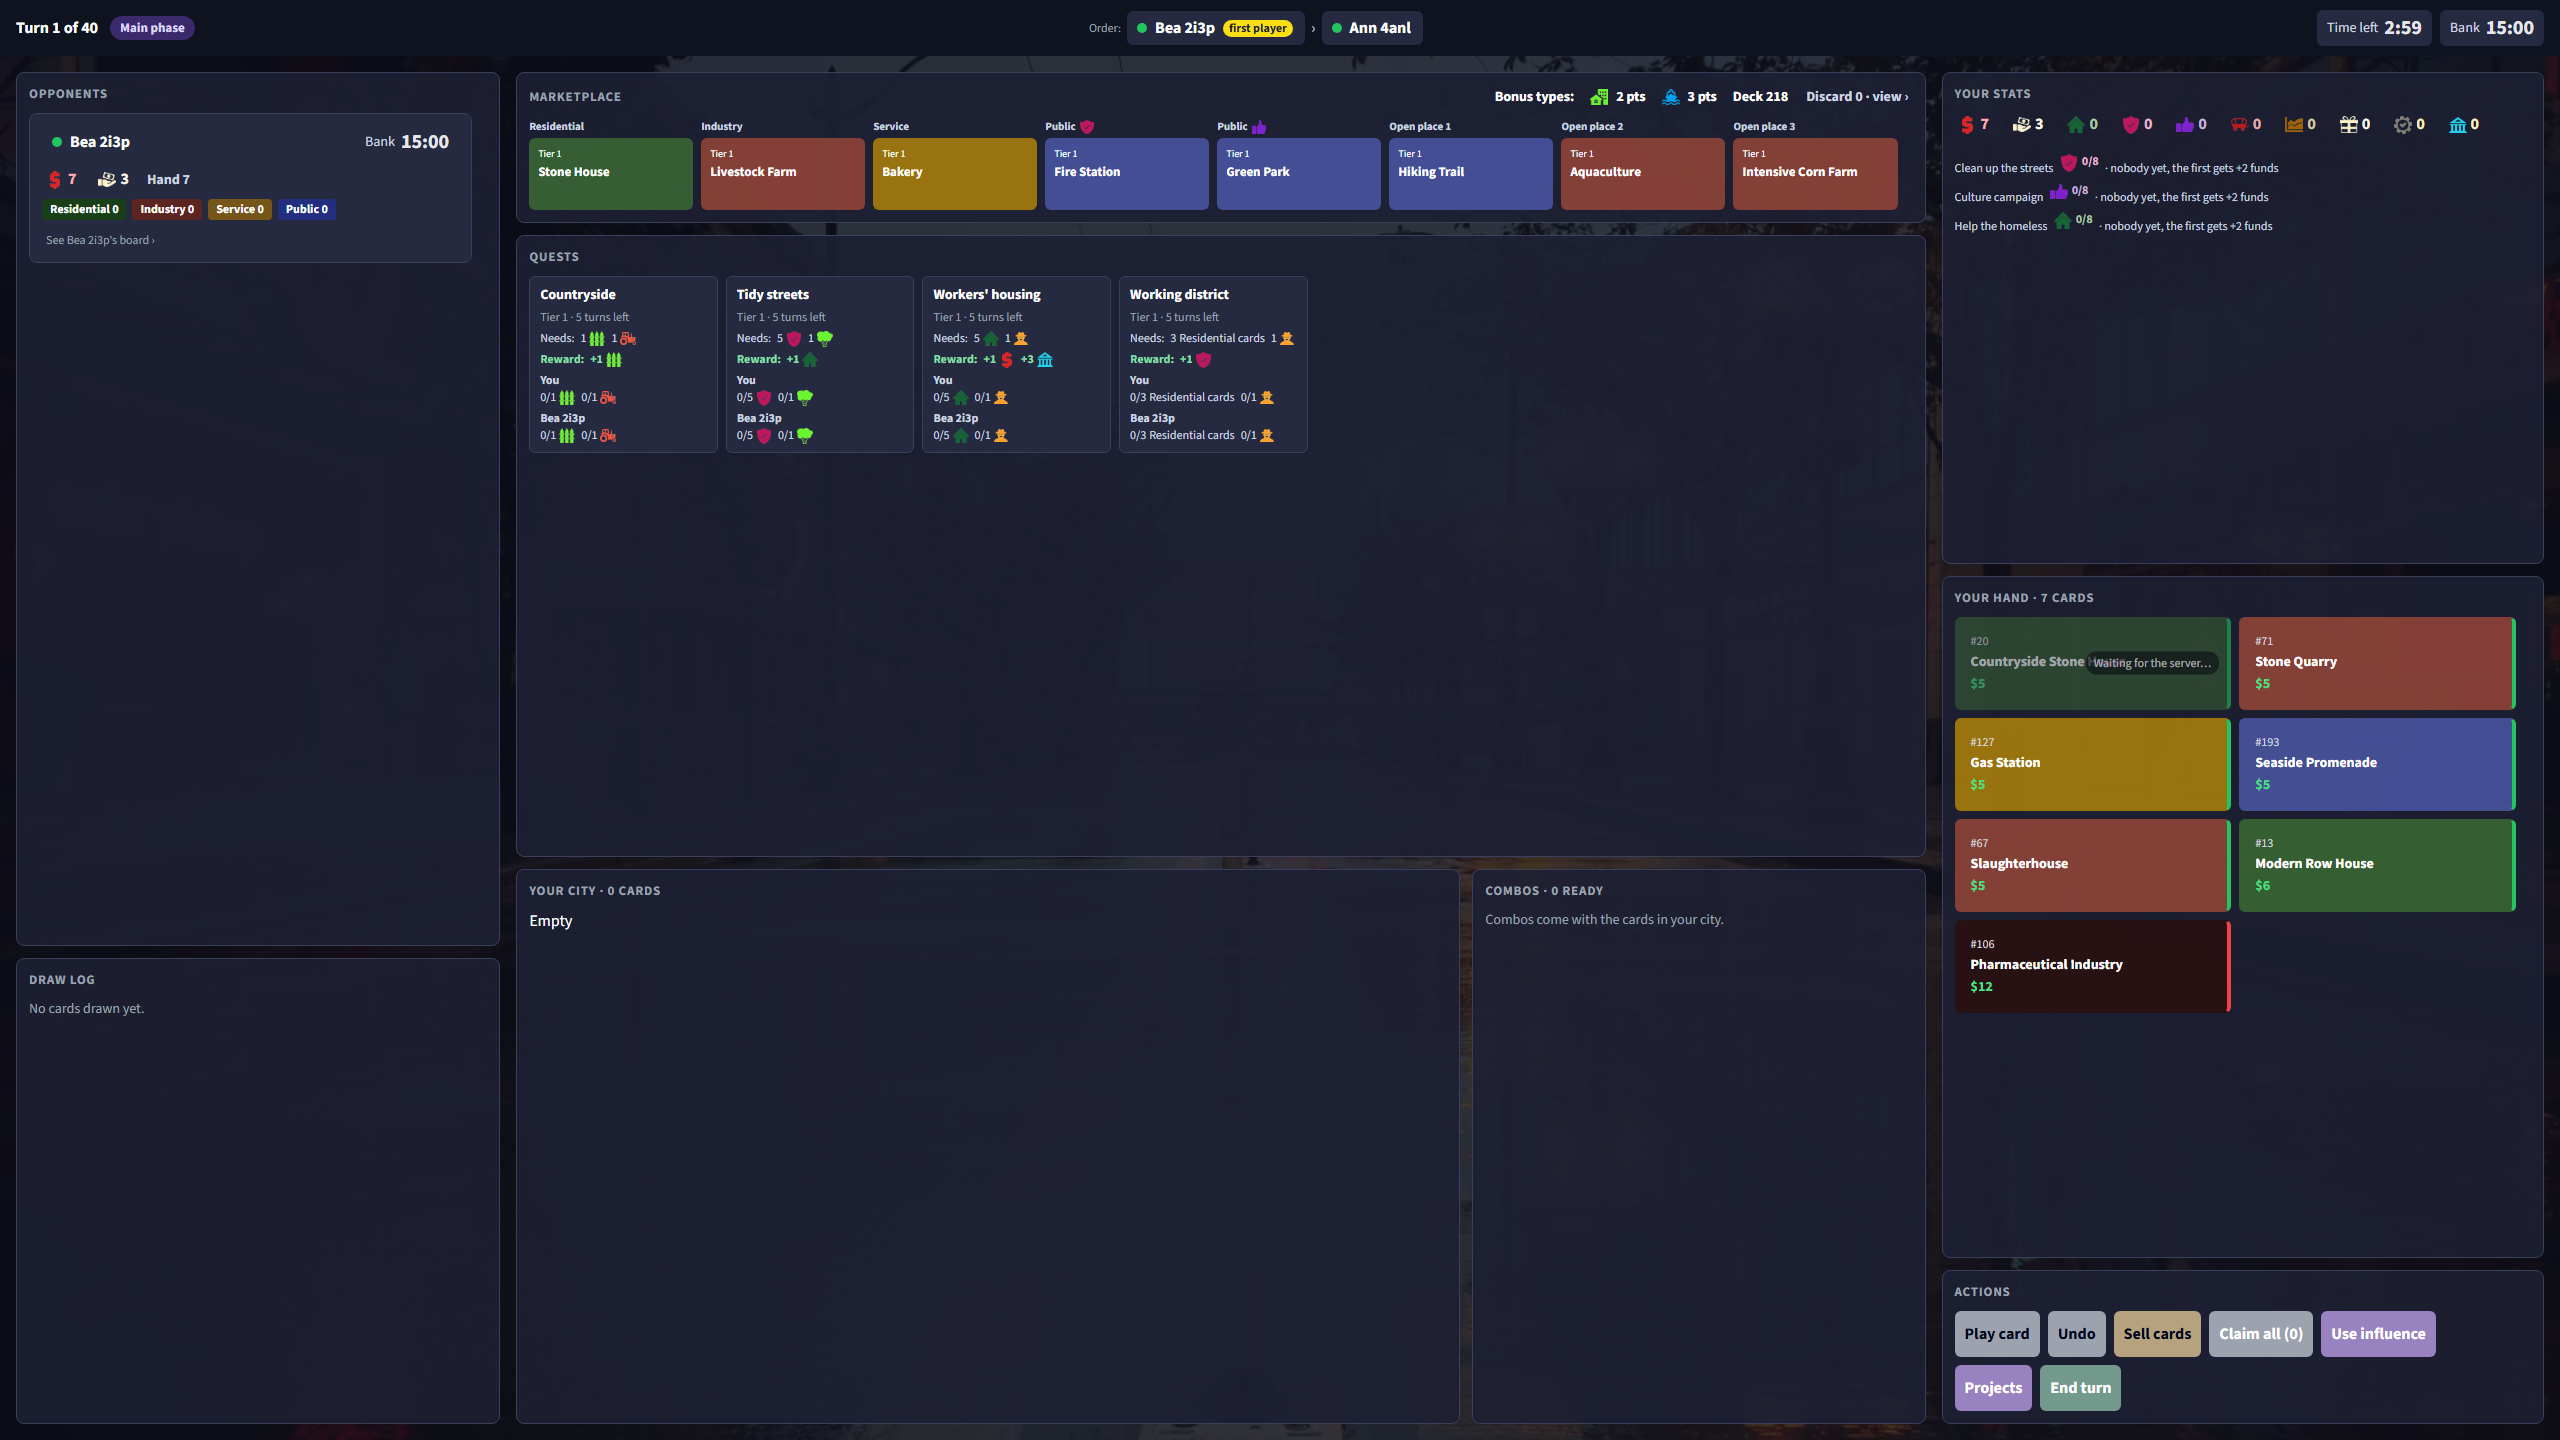 Turn 1 of 40 Main phase
Order: Bea 2i3p first player › Ann 4anl
Time left 2:59 Bank 15:00
OPPONENTS
Bea 2i3p Bank 15:00
7 3 Hand 7
Residential 0 Industry 0 Service 0 Public 0
See Bea 2i3p's board ›
DRAW LOG
No cards drawn yet.
MARKETPLACE
Bonus types: 2 pts 3 pts Deck 218 Discard 0 · view ›
Residential Industry Service Public Public Open place 1 Open place 2 Open place 3
Tier 1 Tier 1 Tier 1 Tier 1 Tier 1 Tier 1 Tier 1 Tier 1
Stone House Livestock Farm Bakery Fire Station Green Park Hiking Trail Aquaculture Intensive Corn Farm
QUESTS
Countryside
Tier 1 · 5 turns left
Needs: 1 1
Reward: +1
You
0/1 0/1
Bea 2i3p
0/1 0/1
Tidy streets
Tier 1 · 5 turns left
Needs: 5 1
Reward: +1
You
0/5 0/1
Bea 2i3p
0/5 0/1
Workers' housing
Tier 1 · 5 turns left
Needs: 5 1
Reward: +1 +3
You
0/5 0/1
Bea 2i3p
0/5 0/1
Working district
Tier 1 · 5 turns left
Needs: 3 Residential cards 1
Reward: +1
You
0/3 Residential cards 0/1
Bea 2i3p
0/3 Residential cards 0/1
YOUR CITY · 0 CARDS
Empty
COMBOS · 0 READY
Combos come with the cards in your city.
YOUR STATS
7 3 0 0 0 0 0 0 0 0
Clean up the streets 0/8 · nobody yet, the first gets +2 funds
Culture campaign 0/8 · nobody yet, the first gets +2 funds
Help the homeless 0/8 · nobody yet, the first gets +2 funds
YOUR HAND · 7 CARDS
#20
Countryside Stone
Waiting for the server…
$5
#71
Stone Quarry
$5
#127
Gas Station
$5
#193
Seaside Promenade
$5
#67
Slaughterhouse
$5
#13
Modern Row House
$6
#106
Pharmaceutical Industry
$12
ACTIONS
Play card Undo Sell cards Claim all (0) Use influence
Projects End turn